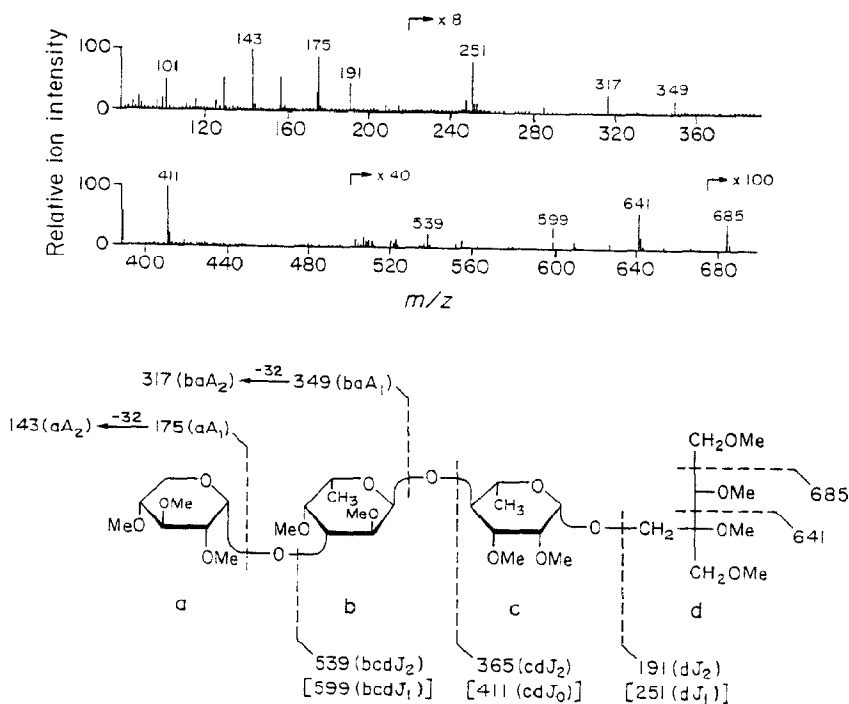 Relative ion intensity
100
0
101
143
175
191
x 8
251
317
349
120
160
200
240
280
320
360
100
0
411
x 40
539
599
641
x 100
685
400
440
480
520
560
600
640
680
m/z
317 (baA₂) ← -32 349 (baA₁)
143 (aA₂) ← -32 175 (aA₁)
O
MeO
MeO
OMe
O
CH₃
O
MeO
MeO
O
CH₃
O
OMe
OMe
O
CH₂
CH₂OMe
OMe
OMe
CH₂OMe
685
641
a
b
c
d
539 (bcdJ₂)
[599 (bcdJ₁)]
365 (cdJ₂)
[411 (cdJ₀)]
191 (dJ₂)
[251 (dJ₁)]